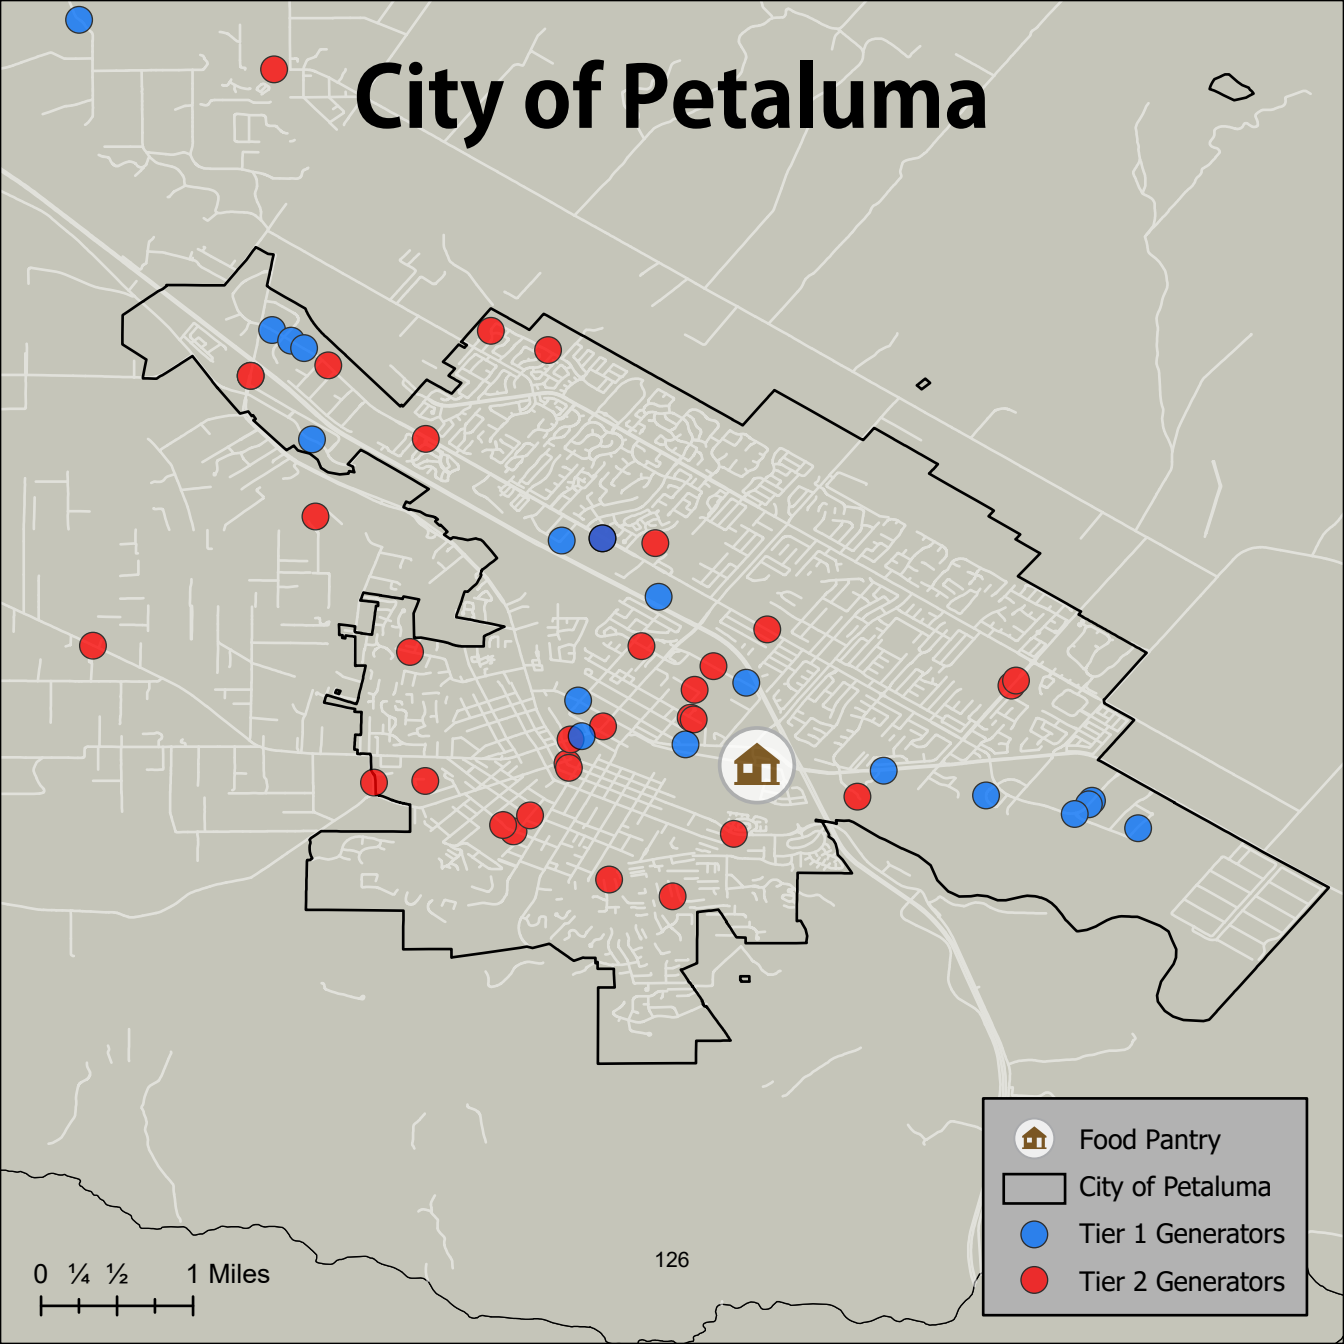 City of Petaluma
Food Pantry
City of Petaluma
Tier 1 Generators
Tier 2 Generators
0 ¼ ½ 1 Miles
126